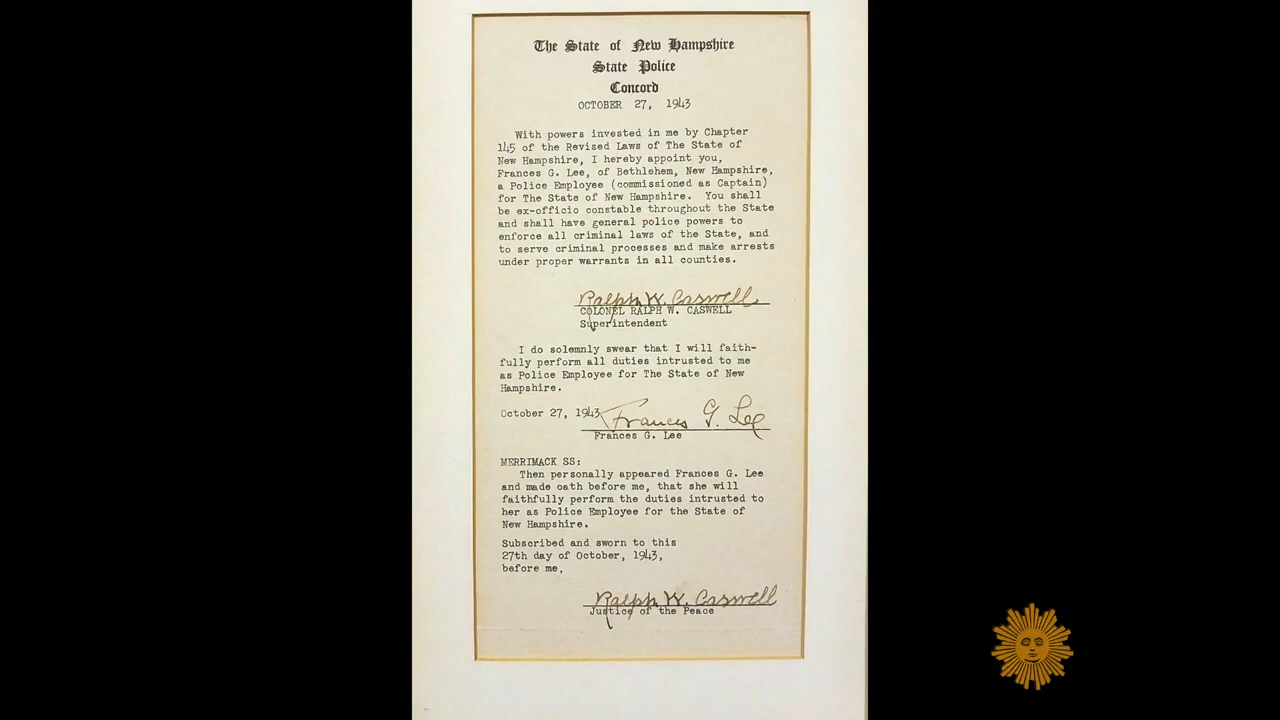 The State of New Hampshire
State Police
Concord
OCTOBER 27, 1943
With powers invested in me by Chapter
145 of the Revised Laws of The State of
New Hampshire, I hereby appoint you,
Frances G. Lee, of Bethlehem, New Hampshire,
a Police Employee (commissioned as Captain)
for The State of New Hampshire. You shall
be ex-officio constable throughout the State
and shall have general police powers to
enforce all criminal laws of the State, and
to serve criminal processes and make arrests
under proper warrants in all counties.
Ralph W. Caswell
COLONEL RALPH W. CASWELL
Superintendent
I do solemnly swear that I will faith-
fully perform all duties intrusted to me
as Police Employee for The State of New
Hampshire.
October 27, 1943 Frances G. Lee
Frances G. Lee
MERRIMACK SS:
Then personally appeared Frances G. Lee
and made oath before me, that she will
faithfully perform the duties intrusted to
her as Police Employee for the State of
New Hampshire.
Subscribed and sworn to this
27th day of October, 1943,
before me,
Ralph W. Caswell
Justice of the Peace